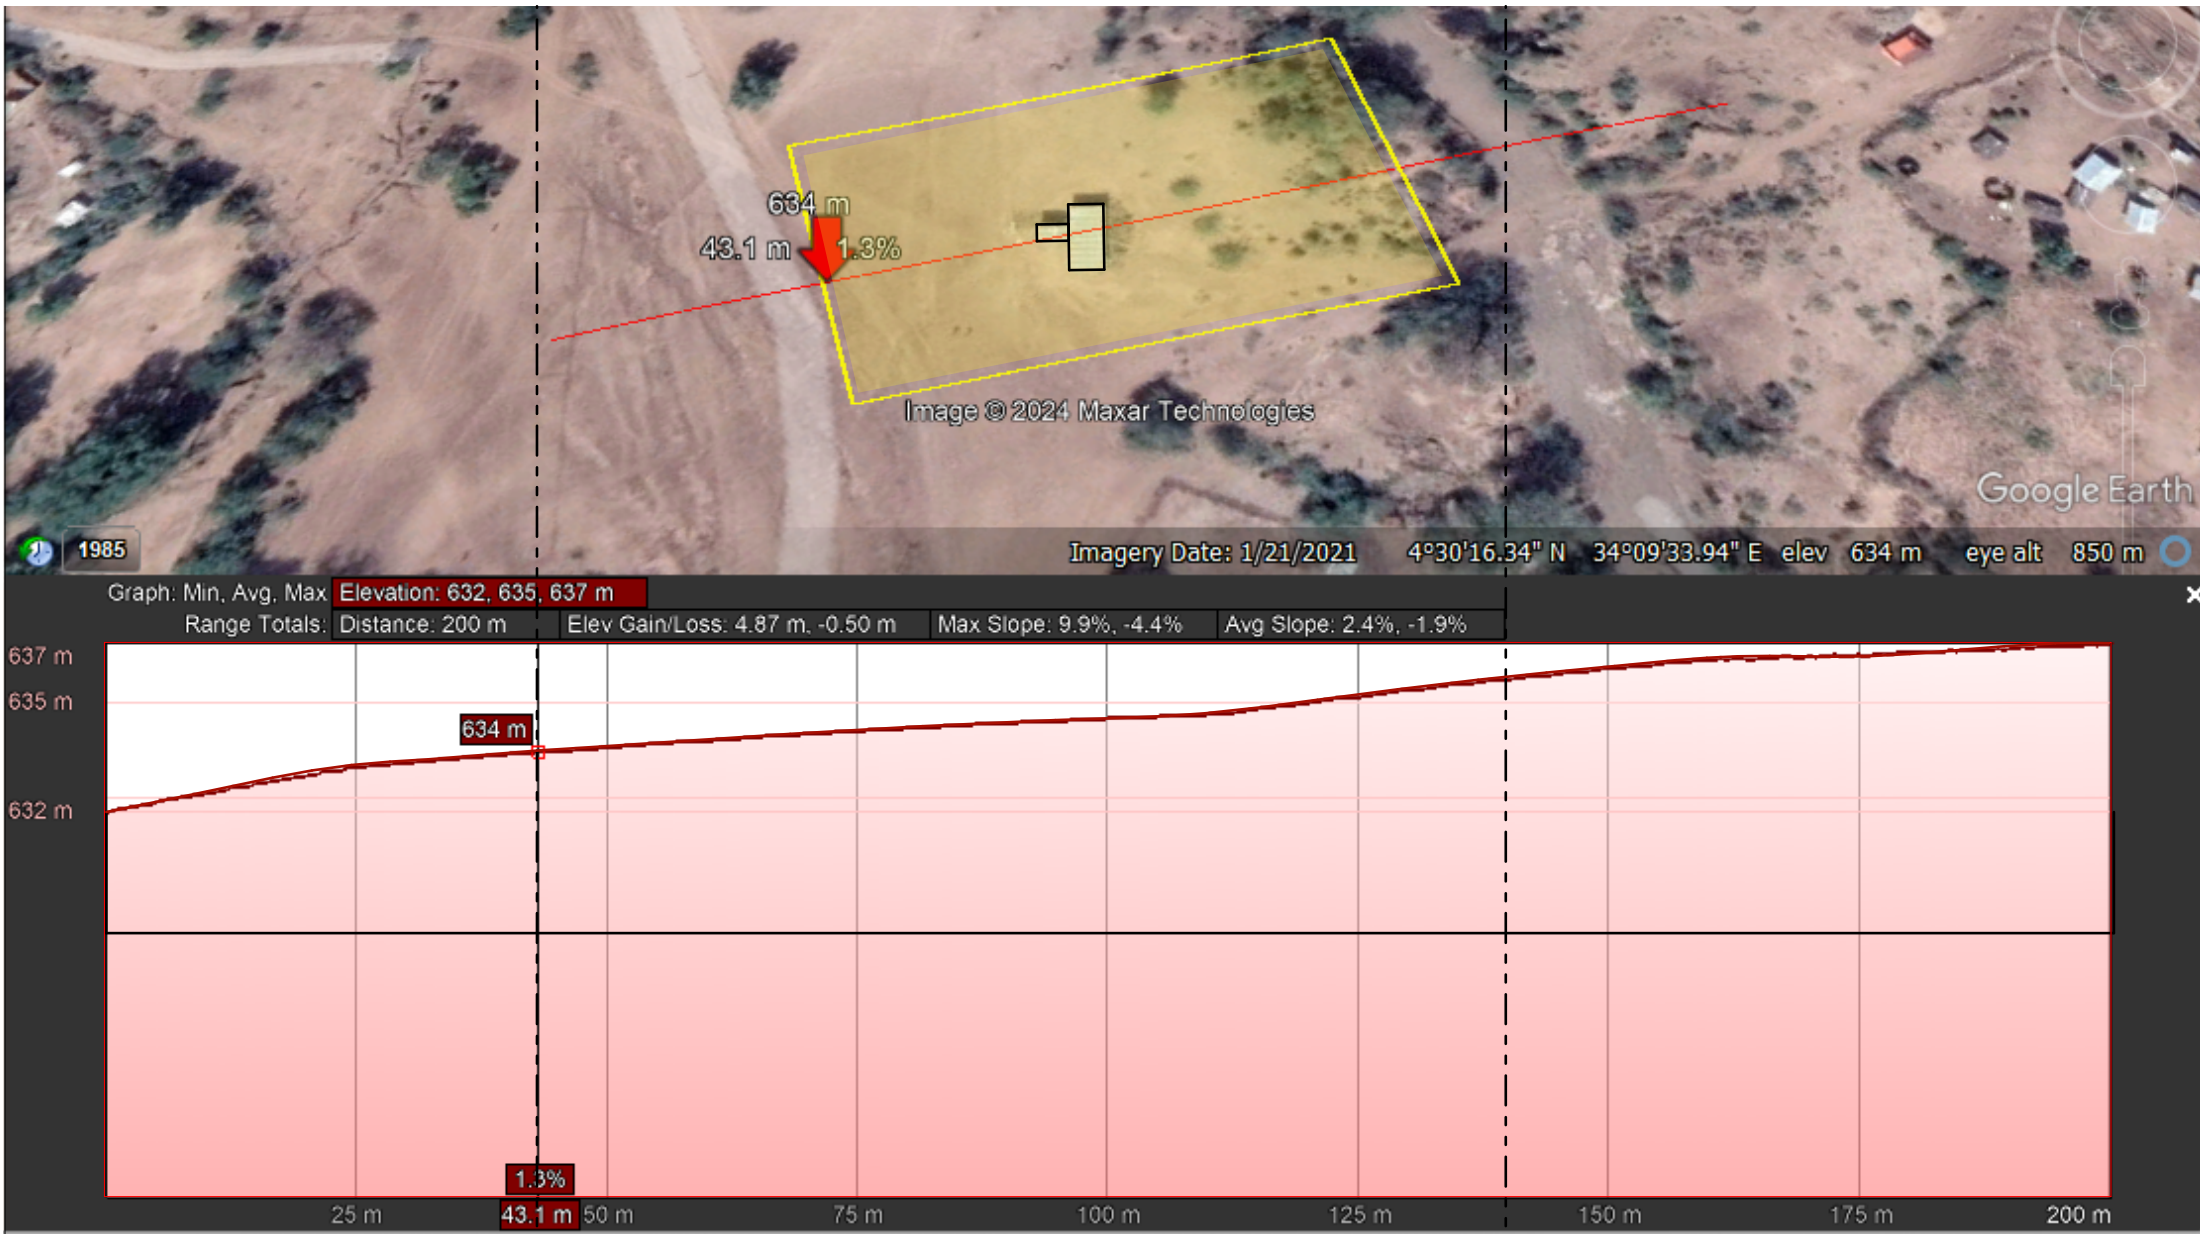 634 m
43.1 m 1.3%
Image © 2024 Maxar Technologies
Google Earth
1985
Imagery Date: 1/21/2021 4°30'16.34" N 34°09'33.94" E elev 634 m eye alt 850 m
Graph: Min, Avg, Max Elevation: 632, 635, 637 m
Range Totals: Distance: 200 m Elev Gain/Loss: 4.87 m, -0.50 m Max Slope: 9.9%, -4.4% Avg Slope: 2.4%, -1.9%
637 m
635 m
634 m
632 m
1.3%
25 m 43.1 m 50 m 75 m 100 m 125 m 150 m 175 m 200 m